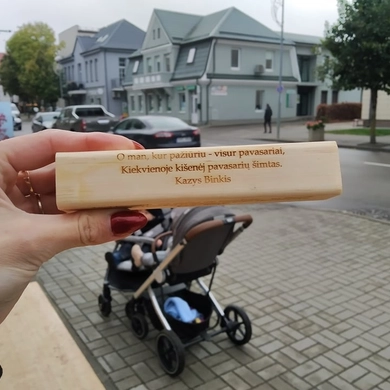 O man, kur pažiūriu - visur pavasariai,
Kiekvienoje kišenėj pavasarių šimtas.
Kazys Binkis